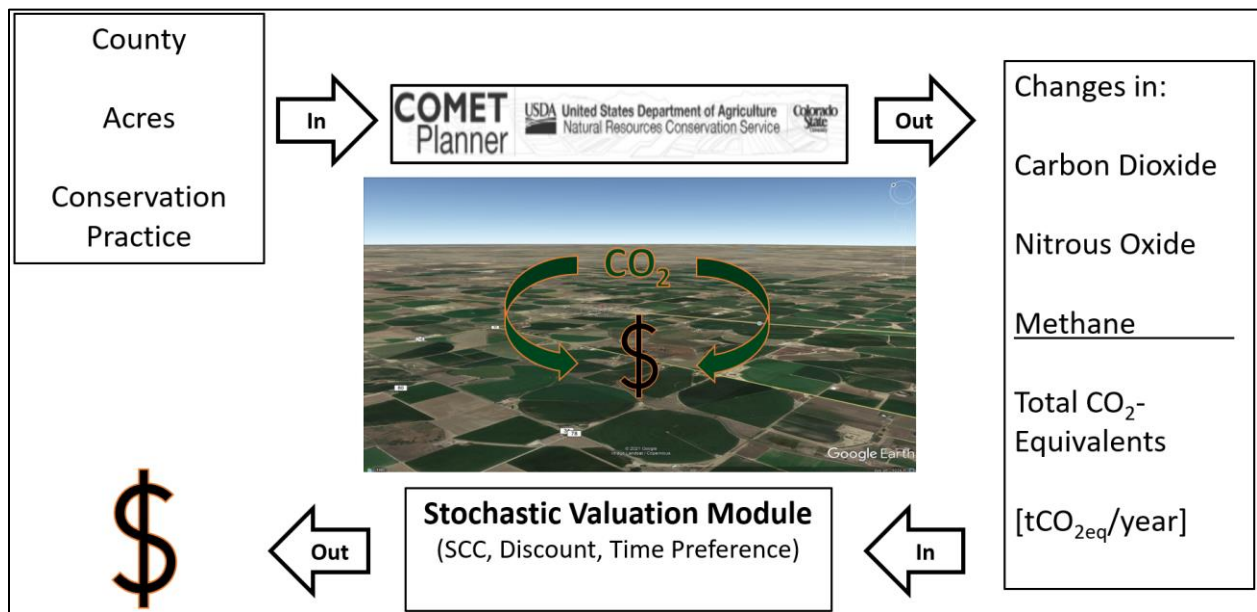 County
Acres
Conservation
Practice
In
COMET
Planner
USDA United States Department of Agriculture
Natural Resources Conservation Service
Colorado
State
Out
Changes in:
Carbon Dioxide
Nitrous Oxide
Methane
Total CO₂-
Equivalents
[tCO₂eq/year]
CO₂
$
Google Earth
In
Stochastic Valuation Module
(SCC, Discount, Time Preference)
Out
$